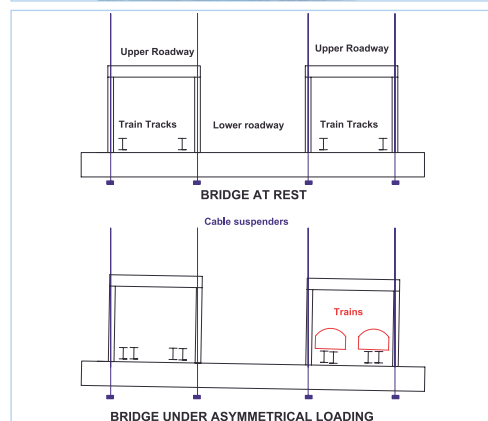 Upper Roadway Upper Roadway
Train Tracks Lower roadway Train Tracks
BRIDGE AT REST
Cable suspenders
Trains
BRIDGE UNDER ASYMMETRICAL LOADING